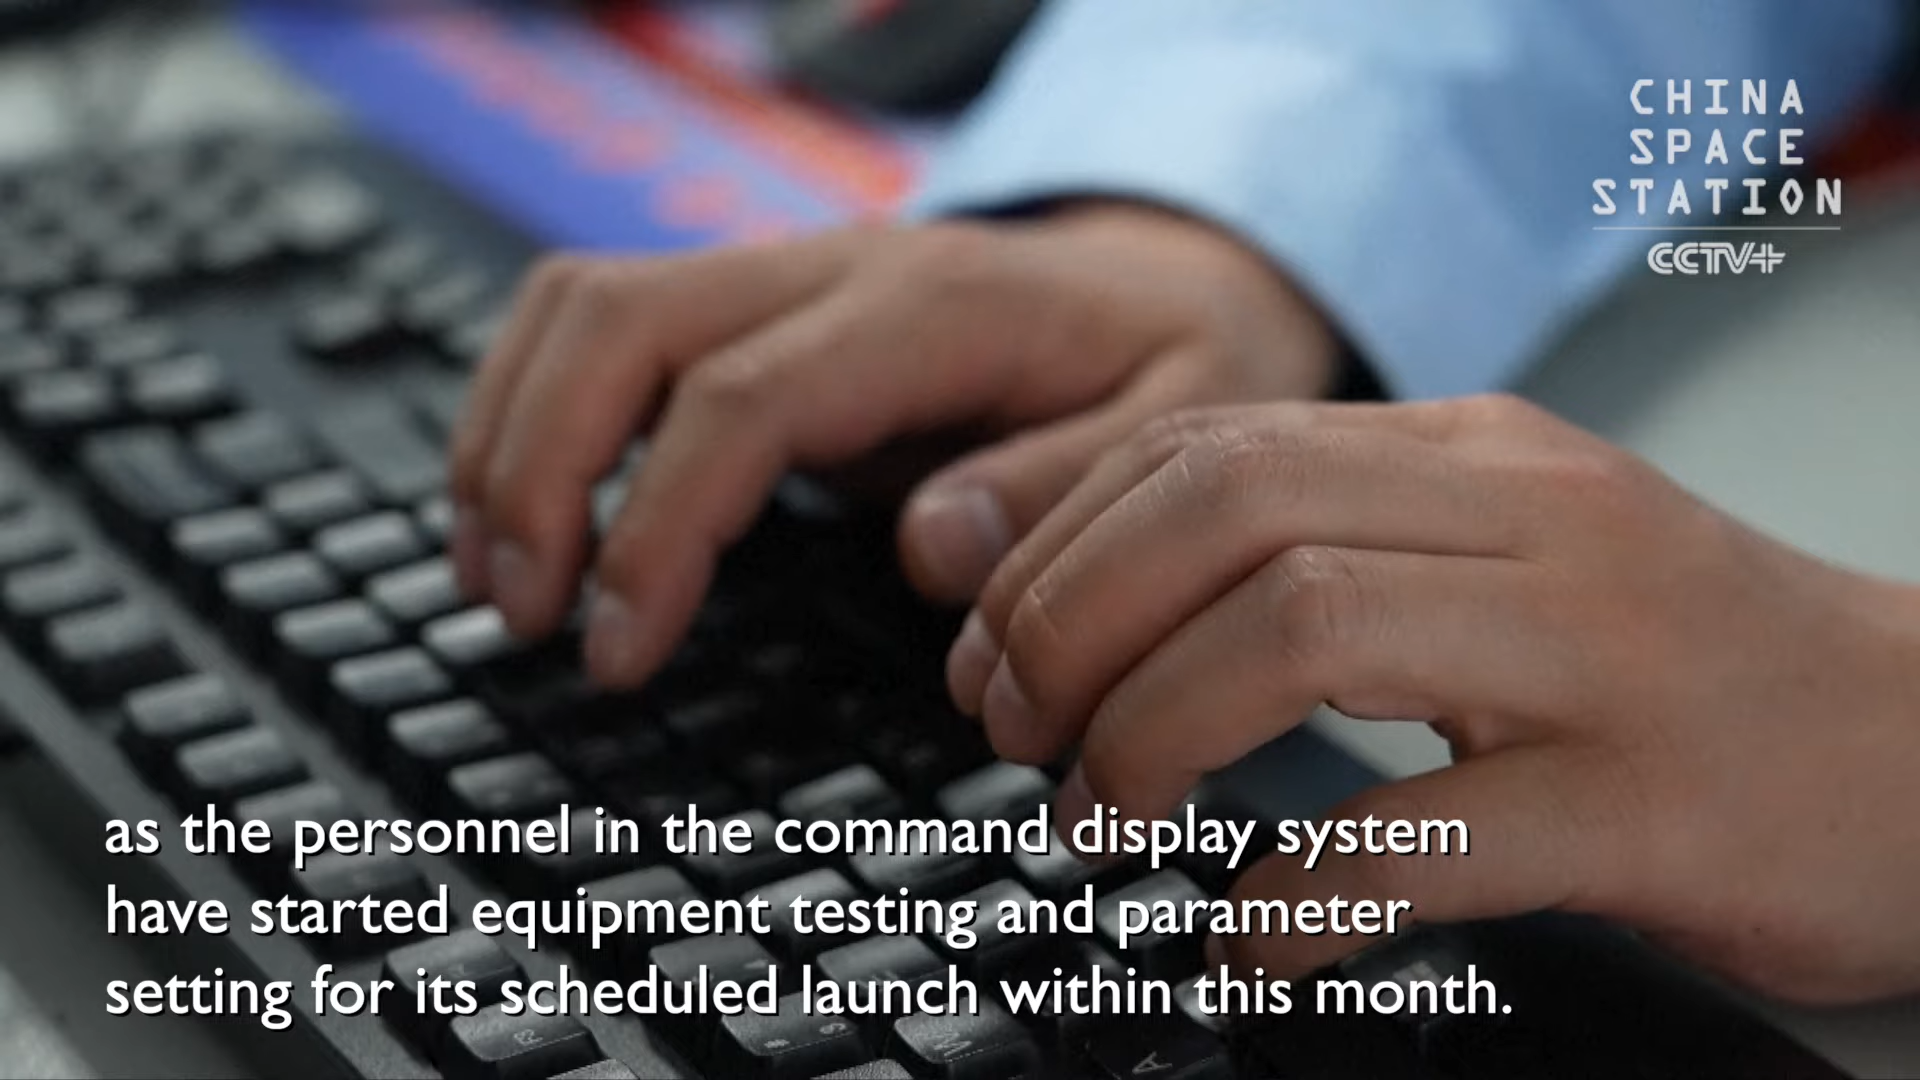 CHINA
SPACE
STATION
CCTV+
as the personnel in the command display system
have started equipment testing and parameter
setting for its scheduled launch within this month.